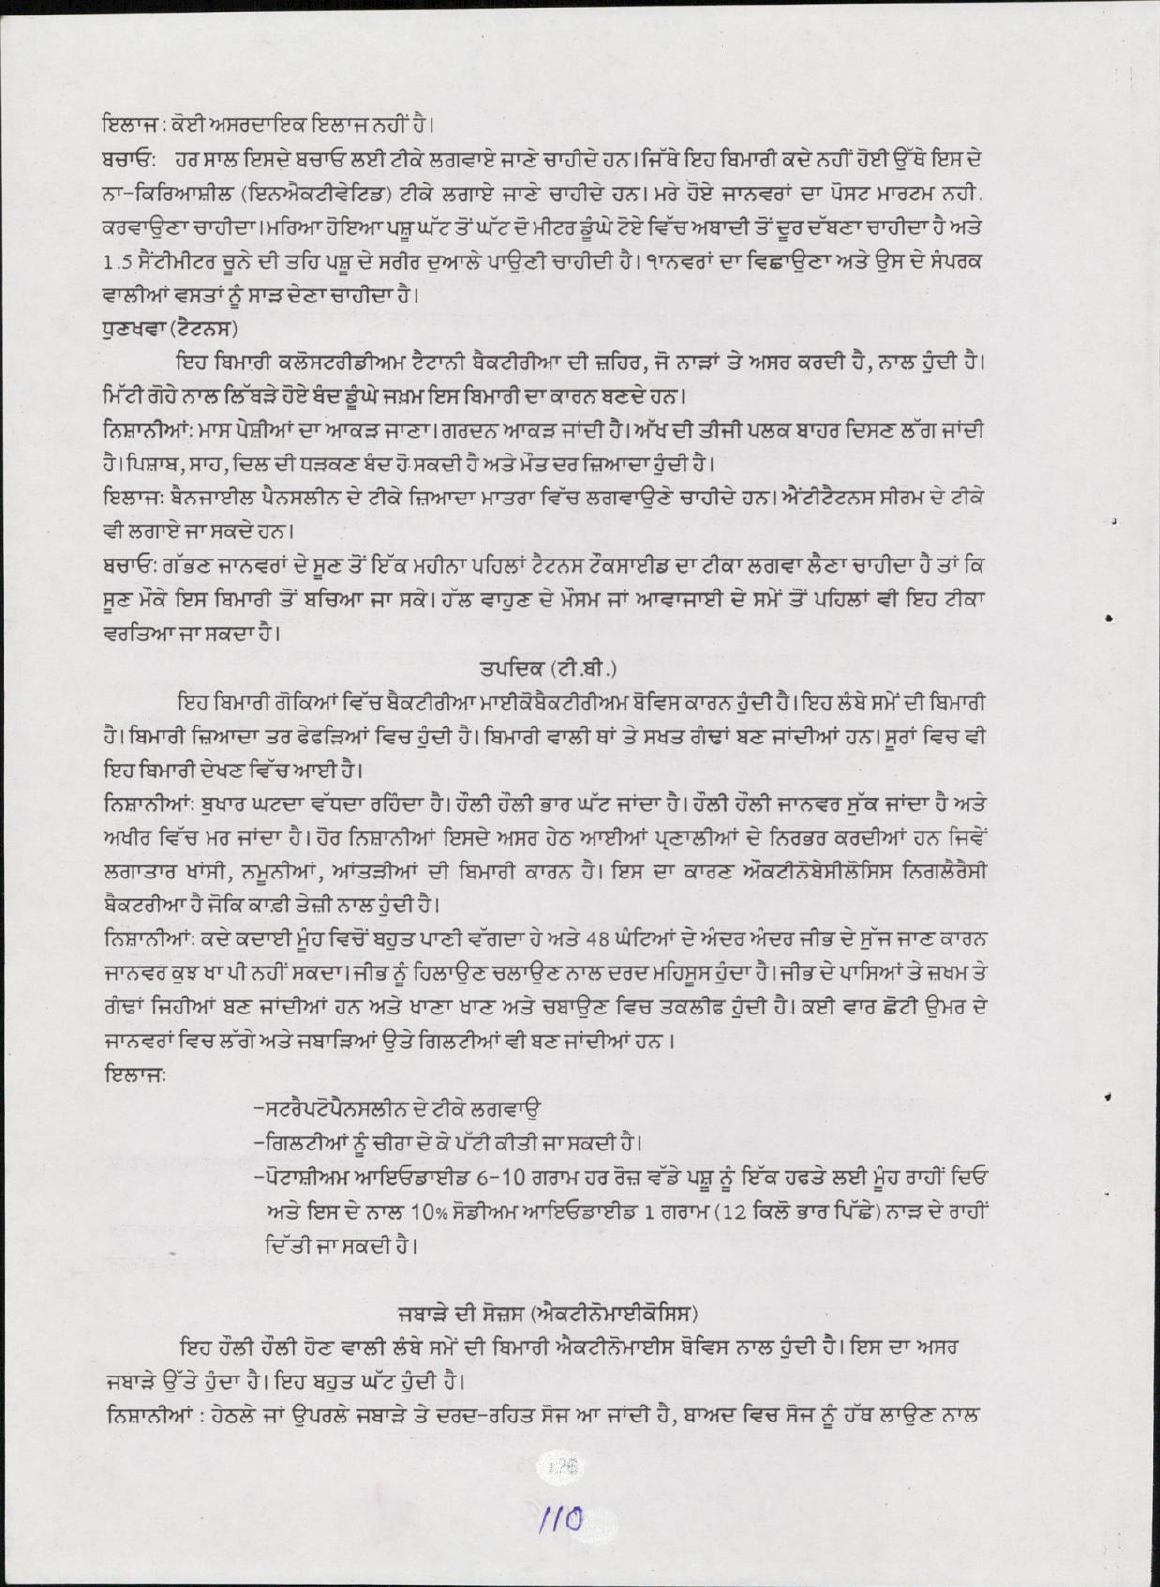 ਇਲਾਜ : ਕੋਈ ਅਸਰਦਾਇਕ ਇਲਾਜ ਨਹੀਂ ਹੈ।
ਬਚਾਓ: ਹਰ ਸਾਲ ਇਸਦੇ ਬਚਾਓ ਲਈ ਟੀਕੇ ਲਗਵਾਏ ਜਾਣੇ ਚਾਹੀਦੇ ਹਨ।ਜਿੱਥੇ ਇਹ ਬਿਮਾਰੀ ਕਦੇ ਨਹੀਂ ਹੋਈ ਉੱਥੇ ਇਸ ਦੇ
ਨਾ-ਕਿਰਿਆਸ਼ੀਲ (ਇਨਐਕਟੀਵੇਟਿਡ) ਟੀਕੇ ਲਗਾਏ ਜਾਣੇ ਚਾਹੀਦੇ ਹਨ। ਮਰੇ ਹੋਏ ਜਾਨਵਰਾਂ ਦਾ ਪੋਸਟ ਮਾਰਟਮ ਨਹੀ.
ਕਰਵਾਉਣਾ ਚਾਹੀਦਾ।ਮਰਿਆ ਹੋਇਆ ਪਸ਼ੂ ਘੱਟ ਤੋਂ ਘੱਟ ਦੋ ਮੀਟਰ ਡੂੰਘੇ ਟੋਏ ਵਿੱਚ ਅਬਾਦੀ ਤੋਂ ਦੂਰ ਦੱਬਣਾ ਚਾਹੀਦਾ ਹੈ ਅਤੇ
1.5 ਸੈਂਟੀਮੀਟਰ ਚੂਨੇ ਦੀ ਤਹਿ ਪਸ਼ੂ ਦੇ ਸਰੀਰ ਦੁਆਲੇ ਪਾਉਣੀ ਚਾਹੀਦੀ ਹੈ। ੧ਾਨਵਰਾਂ ਦਾ ਵਿਛਾਉਣਾ ਅਤੇ ਉਸ ਦੇ ਸੰਪਰਕ
ਵਾਲੀਆਂ ਵਸਤਾਂ ਨੂੰ ਸਾੜ ਦੇਣਾ ਚਾਹੀਦਾ ਹੈ।
ਧੁਣਖਵਾ (ਟੈਟਨਸ)
ਇਹ ਬਿਮਾਰੀ ਕਲੋਸਟਰੀਡੀਅਮ ਟੈਟਾਨੀ ਬੈਕਟੀਰੀਆ ਦੀ ਜ਼ਹਿਰ, ਜੋ ਨਾੜਾਂ ਤੇ ਅਸਰ ਕਰਦੀ ਹੈ, ਨਾਲ ਹੁੰਦੀ ਹੈ।
ਮਿੱਟੀ ਗੋਹੇ ਨਾਲ ਲਿੱਬੜੇ ਹੋਏ ਬੰਦ ਡੂੰਘੇ ਜਖ਼ਮ ਇਸ ਬਿਮਾਰੀ ਦਾ ਕਾਰਨ ਬਣਦੇ ਹਨ।
ਨਿਸ਼ਾਨੀਆਂ: ਮਾਸ ਪੇਸ਼ੀਆਂ ਦਾ ਆਕੜ ਜਾਣਾ। ਗਰਦਨ ਆਕੜ ਜਾਂਦੀ ਹੈ।ਅੱਖ ਦੀ ਤੀਜੀ ਪਲਕ ਬਾਹਰ ਦਿਸਣ ਲੱਗ ਜਾਂਦੀ
ਹੈ।ਪਿਸ਼ਾਬ, ਸਾਹ, ਦਿਲ ਦੀ ਧੜਕਣ ਬੰਦ ਹੋ ਸਕਦੀ ਹੈ ਅਤੇ ਮੌਤ ਦਰ ਜ਼ਿਆਦਾ ਹੁੰਦੀ ਹੈ।
ਇਲਾਜ: ਬੈਨਜਾਈਲ ਪੈਨਸਲੀਨ ਦੇ ਟੀਕੇ ਜ਼ਿਆਦਾ ਮਾਤਰਾ ਵਿੱਚ ਲਗਵਾਉਣੇ ਚਾਹੀਦੇ ਹਨ। ਐਂਟੀਟੈਟਨਸ ਸੀਰਮ ਦੇ ਟੀਕੇ
ਵੀ ਲਗਾਏ ਜਾ ਸਕਦੇ ਹਨ।
ਬਚਾਓ: ਗੱਭਣ ਜਾਨਵਰਾਂ ਦੇ ਸੂਣ ਤੋਂ ਇੱਕ ਮਹੀਨਾ ਪਹਿਲਾਂ ਟੈਟਨਸ ਟੌਕਸਾਈਡ ਦਾ ਟੀਕਾ ਲਗਵਾ ਲੈਣਾ ਚਾਹੀਦਾ ਹੈ ਤਾਂ ਕਿ
ਸੂਣ ਮੌਕੇ ਇਸ ਬਿਮਾਰੀ ਤੋਂ ਬਚਿਆ ਜਾ ਸਕੇ। ਹੱਲ ਵਾਹੁਣ ਦੇ ਮੌਸਮ ਜਾਂ ਆਵਾਜਾਈ ਦੇ ਸਮੇਂ ਤੋਂ ਪਹਿਲਾਂ ਵੀ ਇਹ ਟੀਕਾ
ਵਰਤਿਆ ਜਾ ਸਕਦਾ ਹੈ।
ਤਪਦਿਕ (ਟੀ.ਬੀ.)
ਇਹ ਬਿਮਾਰੀ ਗੋਕਿਆਂ ਵਿੱਚ ਬੈਕਟੀਰੀਆ ਮਾਈਕੋਬੈਕਟੀਰੀਅਮ ਬੋਵਿਸ ਕਾਰਨ ਹੁੰਦੀ ਹੈ।ਇਹ ਲੰਬੇ ਸਮੇਂ ਦੀ ਬਿਮਾਰੀ
ਹੈ। ਬਿਮਾਰੀ ਜ਼ਿਆਦਾ ਤਰ ਫੇਫੜਿਆਂ ਵਿਚ ਹੁੰਦੀ ਹੈ। ਬਿਮਾਰੀ ਵਾਲੀ ਥਾਂ ਤੇ ਸਖਤ ਗੰਢਾਂ ਬਣ ਜਾਂਦੀਆਂ ਹਨ। ਸੂਰਾਂ ਵਿਚ ਵੀ
ਇਹ ਬਿਮਾਰੀ ਦੇਖਣ ਵਿੱਚ ਆਈ ਹੈ।
ਨਿਸ਼ਾਨੀਆਂ: ਬੁਖਾਰ ਘਟਦਾ ਵੱਧਦਾ ਰਹਿੰਦਾ ਹੈ। ਹੌਲੀ ਹੌਲੀ ਭਾਰ ਘੱਟ ਜਾਂਦਾ ਹੈ। ਹੌਲੀ ਹੌਲੀ ਜਾਨਵਰ ਸੁੱਕ ਜਾਂਦਾ ਹੈ ਅਤੇ
ਅਖੀਰ ਵਿੱਚ ਮਰ ਜਾਂਦਾ ਹੈ। ਹੋਰ ਨਿਸ਼ਾਨੀਆਂ ਇਸਦੇ ਅਸਰ ਹੇਠ ਆਈਆਂ ਪ੍ਰਣਾਲੀਆਂ ਦੇ ਨਿਰਭਰ ਕਰਦੀਆਂ ਹਨ ਜਿਵੇਂ
ਲਗਾਤਾਰ ਖਾਂਸੀ, ਨਮੂਨੀਆਂ, ਆਂਤੜੀਆਂ ਦੀ ਬਿਮਾਰੀ ਕਾਰਨ ਹੈ। ਇਸ ਦਾ ਕਾਰਣ ਔਕਟੀਨੋਬੇਸੀਲੋਸਿਸ ਨਿਗਲੈਰੈਸੀ
ਬੈਕਟਰੀਆ ਹੈ ਜੋਕਿ ਕਾਫ਼ੀ ਤੇਜ਼ੀ ਨਾਲ ਹੁੰਦੀ ਹੈ।
ਨਿਸ਼ਾਨੀਆਂ: ਕਦੇ ਕਦਾਈ ਮੂੰਹ ਵਿਚੋਂ ਬਹੁਤ ਪਾਣੀ ਵੱਗਦਾ ਹੇ ਅਤੇ 48 ਘੰਟਿਆਂ ਦੇ ਅੰਦਰ ਅੰਦਰ ਜੀਭ ਦੇ ਸੁੱਜ ਜਾਣ ਕਾਰਨ
ਜਾਨਵਰ ਕੁਝ ਖਾ ਪੀ ਨਹੀਂ ਸਕਦਾ।ਜੀਭ ਨੂੰ ਹਿਲਾਉਣ ਚਲਾਉਣ ਨਾਲ ਦਰਦ ਮਹਿਸੂਸ ਹੁੰਦਾ ਹੈ। ਜੀਭ ਦੇ ਪਾਸਿਆਂ ਤੇ ਜ਼ਖਮ ਤੇ
ਗੰਢਾਂ ਜਿਹੀਆਂ ਬਣ ਜਾਂਦੀਆਂ ਹਨ ਅਤੇ ਖਾਣਾ ਖਾਣ ਅਤੇ ਚਬਾਉਣ ਵਿਚ ਤਕਲੀਫ ਹੁੰਦੀ ਹੈ। ਕਈ ਵਾਰ ਛੋਟੀ ਉਮਰ ਦੇ
ਜਾਨਵਰਾਂ ਵਿਚ ਲੱਗੇ ਅਤੇ ਜਬਾੜਿਆਂ ਉਤੇ ਗਿਲਟੀਆਂ ਵੀ ਬਣ ਜਾਂਦੀਆਂ ਹਨ ।
ਇਲਾਜ:
-ਸਟਰੈਪਟੋਪੈਨਸਲੀਨ ਦੇ ਟੀਕੇ ਲਗਵਾਉ
-ਗਿਲਟੀਆਂ ਨੂੰ ਚੀਰਾ ਦੇ ਕੇ ਪੱਟੀ ਕੀਤੀ ਜਾ ਸਕਦੀ ਹੈ।
-ਪੋਟਾਸ਼ੀਅਮ ਆਇਓਡਾਈਡ 6-10 ਗਰਾਮ ਹਰ ਰੋਜ਼ ਵੱਡੇ ਪਸ਼ੂ ਨੂੰ ਇੱਕ ਹਫਤੇ ਲਈ ਮੂੰਹ ਰਾਹੀਂ ਦਿਓ
ਅਤੇ ਇਸ ਦੇ ਨਾਲ 10% ਸੋਡੀਅਮ ਆਇਓਡਾਈਡ 1 ਗਰਾਮ (12 ਕਿਲੋ ਭਾਰ ਪਿੱਛੇ) ਨਾੜ ਦੇ ਰਾਹੀਂ
ਦਿੱਤੀ ਜਾ ਸਕਦੀ ਹੈ।
ਜਬਾੜੇ ਦੀ ਸੋਜ਼ਸ (ਐਕਟੀਨੋਮਾਈਕੋਸਿਸ)
ਇਹ ਹੌਲੀ ਹੌਲੀ ਹੋਣ ਵਾਲੀ ਲੰਬੇ ਸਮੇਂ ਦੀ ਬਿਮਾਰੀ ਐਕਟੀਨੋਮਾਈਸ ਬੋਵਿਸ ਨਾਲ ਹੁੰਦੀ ਹੈ। ਇਸ ਦਾ ਅਸਰ
ਜਬਾੜੇ ਉੱਤੇ ਹੁੰਦਾ ਹੈ। ਇਹ ਬਹੁਤ ਘੱਟ ਹੁੰਦੀ ਹੈ।
ਨਿਸ਼ਾਨੀਆਂ : ਹੇਠਲੇ ਜਾਂ ਉਪਰਲੇ ਜਬਾੜੇ ਤੇ ਦਰਦ-ਰਹਿਤ ਸੋਜ ਆ ਜਾਂਦੀ ਹੈ, ਬਾਅਦ ਵਿਚ ਸੋਜ ਨੂੰ ਹੱਥ ਲਾਉਣ ਨਾਲ
110